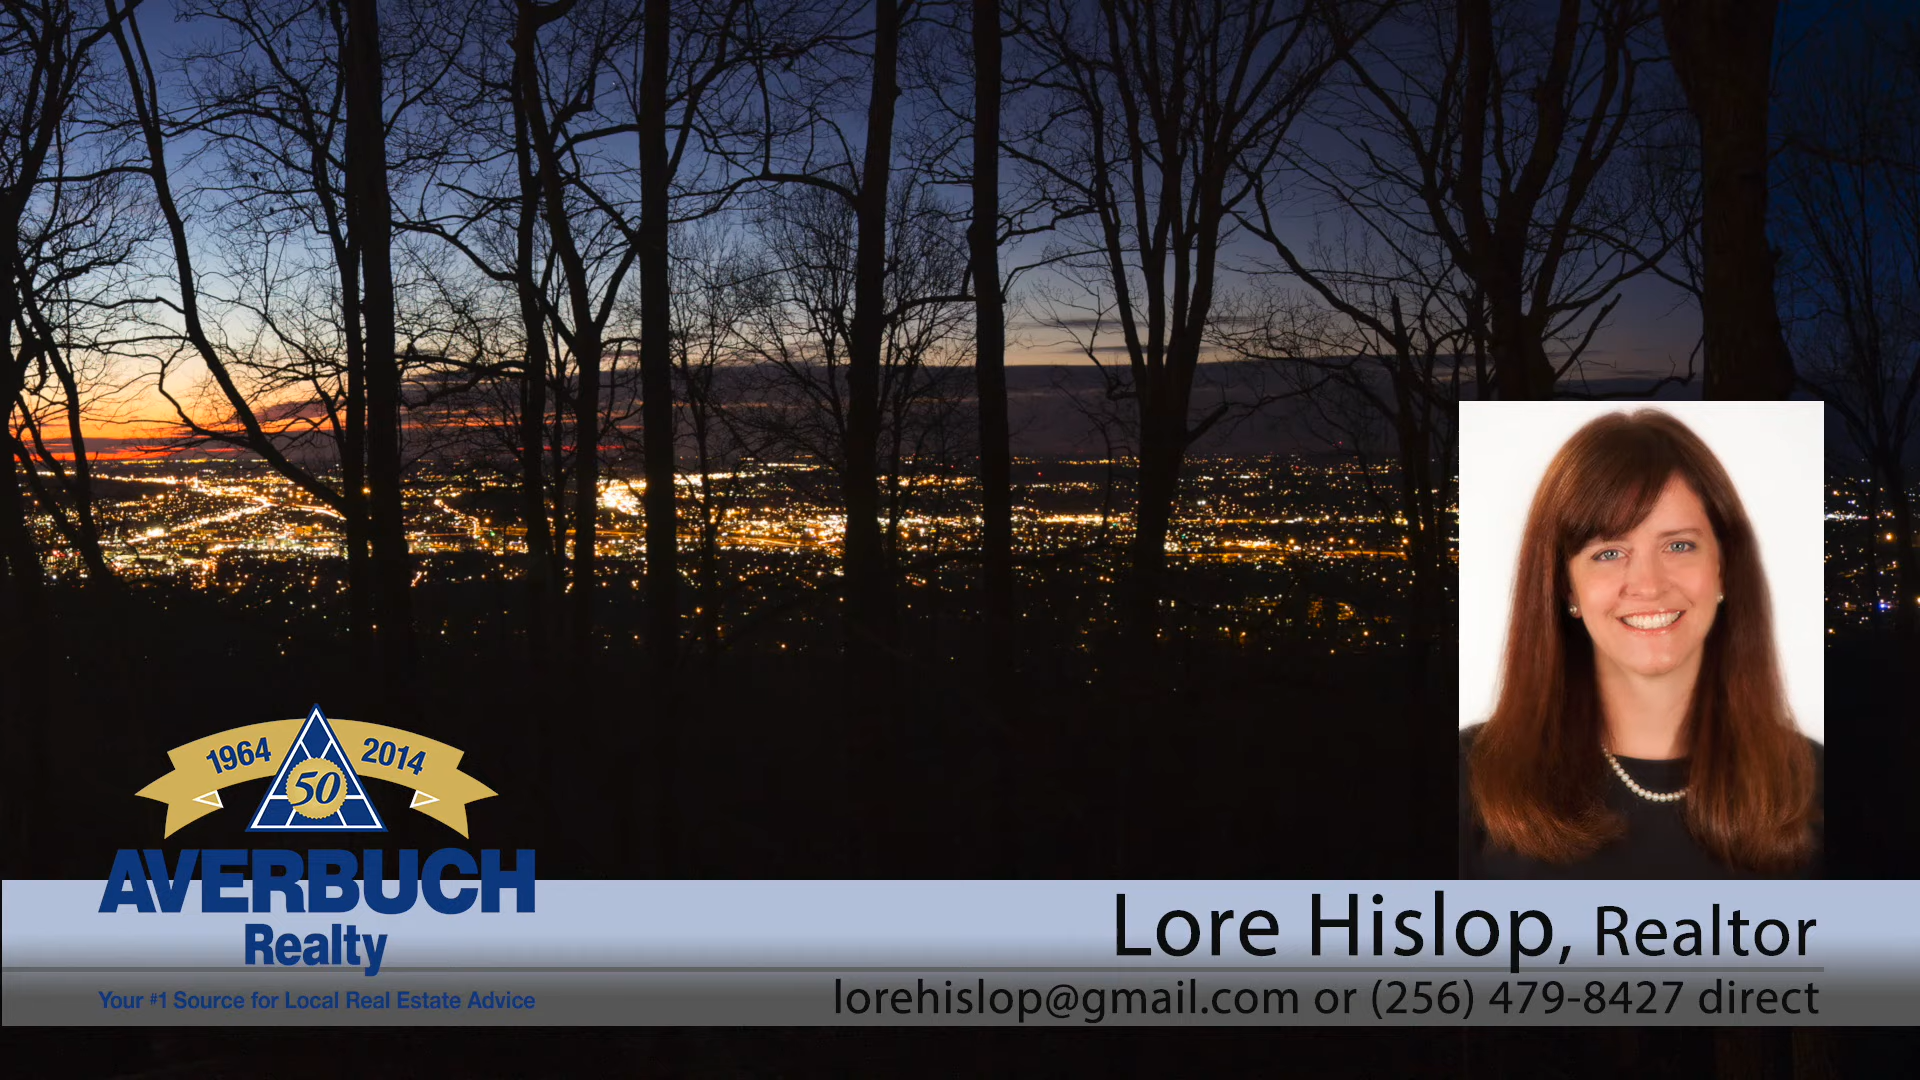 1964 2014
50
AVERBUCH
Realty
Your #1 Source for Local Real Estate Advice
Lore Hislop, Realtor
lorehislop@gmail.com or (256) 479-8427 direct